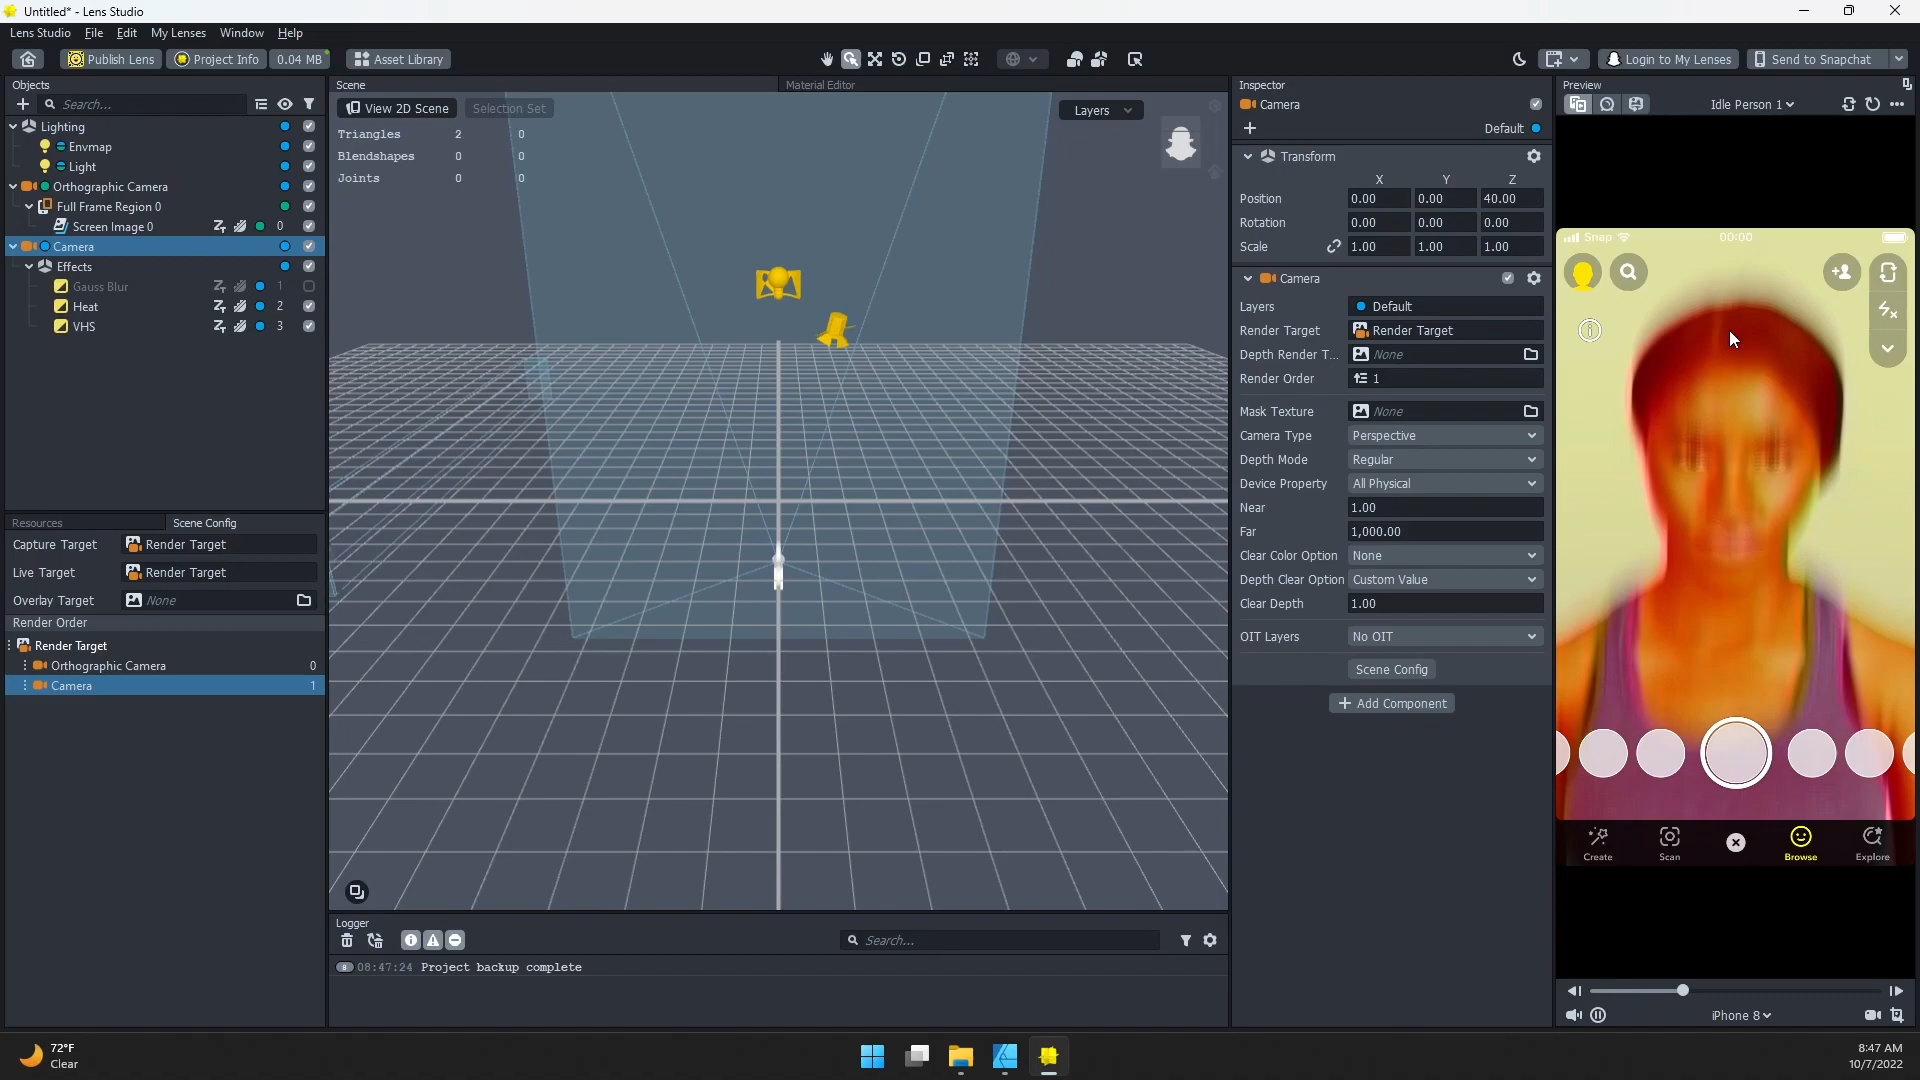 Untitled* - Lens Studio
Lens Studio File Edit My Lenses Window Help
Publish Lens Project Info 0.04 MB Asset Library Login to My Lenses Send to Snapchat
Objects
Search...
Lighting
Envmap
Light
Orthographic Camera
Full Frame Region 0
Screen Image 0 0
Camera
Effects
Gauss Blur 1
Heat 2
VHS 3
Resources Scene Config
Capture Target Render Target
Live Target Render Target
Overlay Target None
Render Order
Render Target
Orthographic Camera 0
Camera 1
Scene Material Editor
View 2D Scene Selection Set Layers
Triangles 2 0
Blendshapes 0 0
Joints 0 0
Logger
Search...
08:47:24 Project backup complete
Inspector
Camera
Default
Transform
X Y Z
Position 0.00 0.00 40.00
Rotation 0.00 0.00 0.00
Scale 1.00 1.00 1.00
Camera
Layers Default
Render Target Render Target
Depth Render T... None
Render Order 1
Mask Texture None
Camera Type Perspective
Depth Mode Regular
Device Property All Physical
Near 1.00
Far 1,000.00
Clear Color Option None
Depth Clear Option Custom Value
Clear Depth 1.00
OIT Layers No OIT
Scene Config
Add Component
Preview
Idle Person 1
Snap 00:00
Create Scan Browse Explore
iPhone 8
72°F
Clear
8:47 AM
10/7/2022